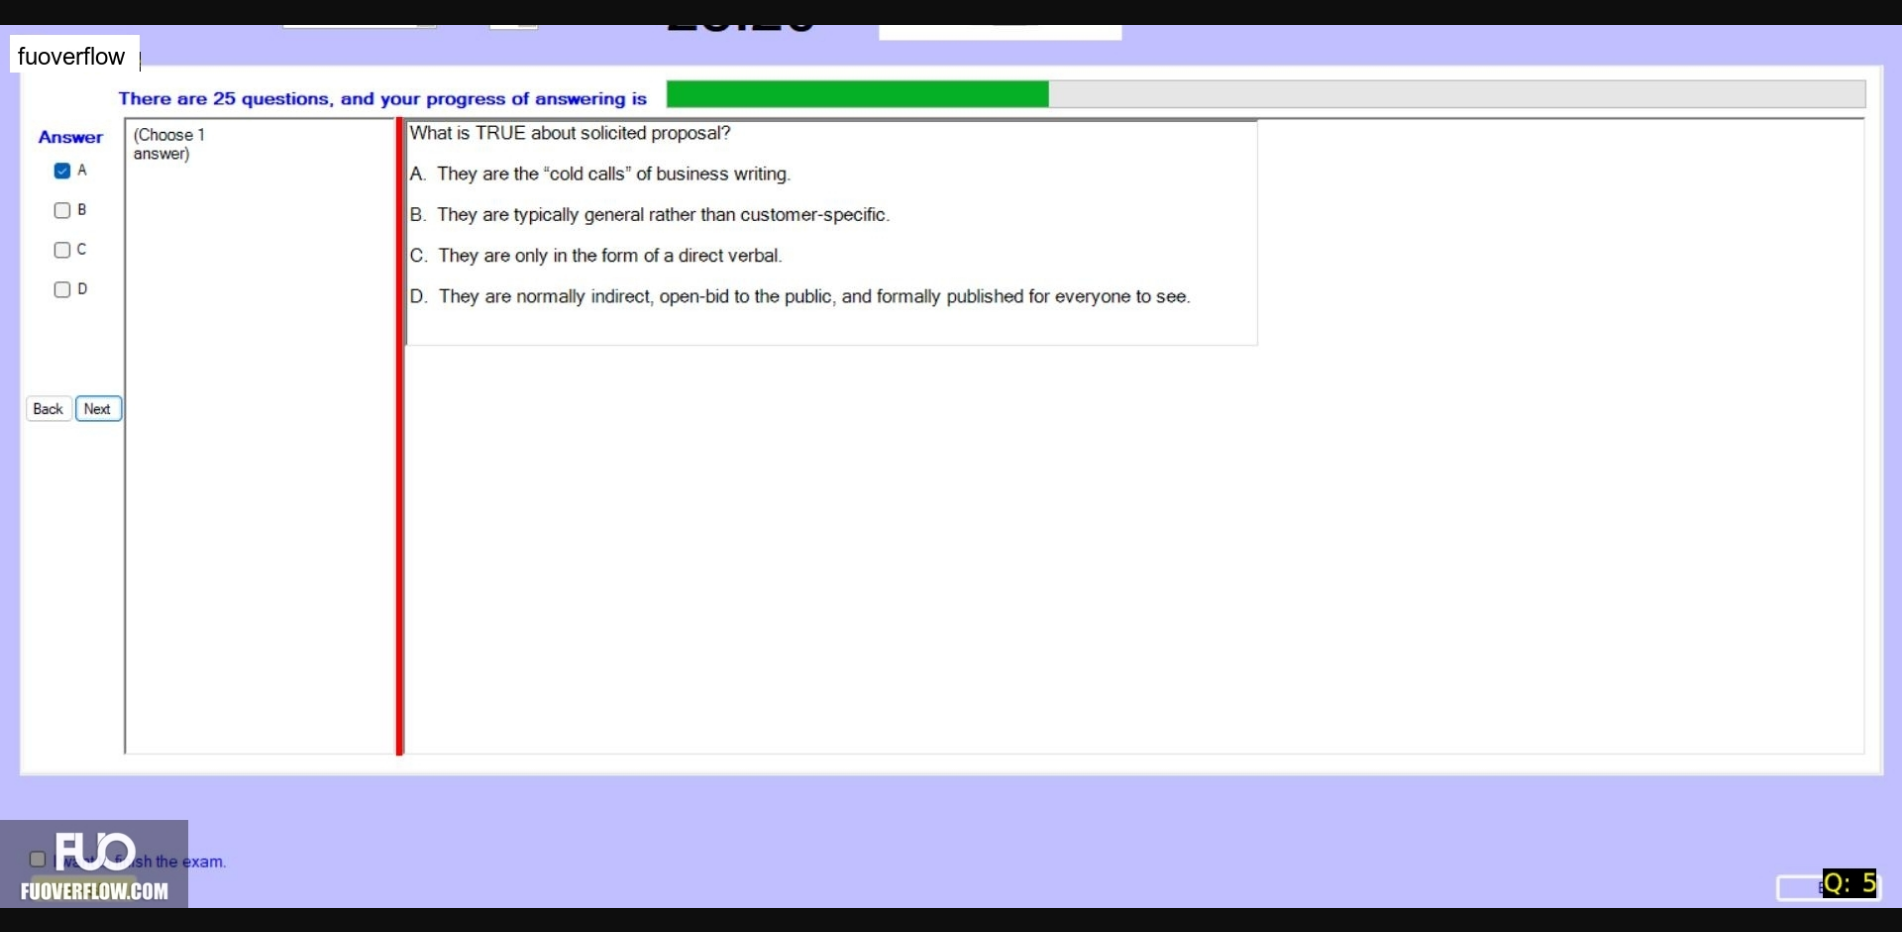 fuoverflow
There are 25 questions, and your progress of answering is
Answer
(Choose 1
answer)
A
B
C
D
Back
Next
What is TRUE about solicited proposal?
A. They are the “cold calls” of business writing.
B. They are typically general rather than customer-specific.
C. They are only in the form of a direct verbal.
D. They are normally indirect, open-bid to the public, and formally published for everyone to see.
FUO
the exam.
FUOVERFLOW.COM
Q: 5